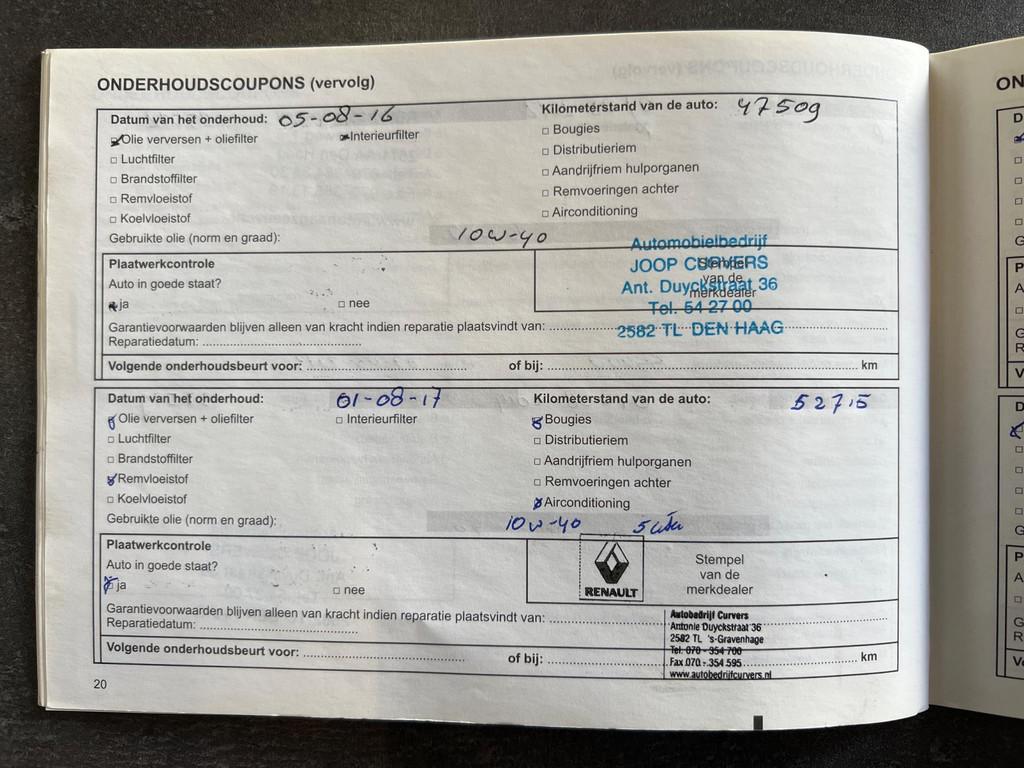 ONDERHOUDSCOUPONS (vervolg)
Datum van het onderhoud: 05-08-16
Kilometerstand van de auto: 47509
Olie verversen + oliefilter
Interieurfilter
Bougies
Luchtfilter
Distributieriem
Brandstoffilter
Aandrijfriem hulporganen
Remvloeistof
Remvoeringen achter
Koelvloeistof
Airconditioning
Gebruikte olie (norm en graad): 10W-40
Plaatwerkcontrole
Auto in goede staat?
ja
nee
Stempel
van de
merkdealer
Automobielbedrijf
JOOP CURVERS
Ant. Duyckstraat 36
Tel. 54 27 00
2582 TL DEN HAAG
Garantievoorwaarden blijven alleen van kracht indien reparatie plaatsvindt van:
Reparatiedatum:
Volgende onderhoudsbeurt voor: of bij: km
Datum van het onderhoud: 01-08-17
Kilometerstand van de auto: 52715
Olie verversen + oliefilter
Interieurfilter
Bougies
Luchtfilter
Distributieriem
Brandstoffilter
Aandrijfriem hulporganen
Remvloeistof
Remvoeringen achter
Koelvloeistof
Airconditioning
Gebruikte olie (norm en graad): 10W-40 5 Liter
Plaatwerkcontrole
Auto in goede staat?
ja
nee
RENAULT
Stempel
van de
merkdealer
Garantievoorwaarden blijven alleen van kracht indien reparatie plaatsvindt van:
Reparatiedatum:
Autobedrijf Curvers
Antonie Duyckstraat 36
2582 TL 's-Gravenhage
Tel. 070 - 354 700
Fax 070 - 354 595
www.autobedrijfcurvers.nl
Volgende onderhoudsbeurt voor: of bij: km
20